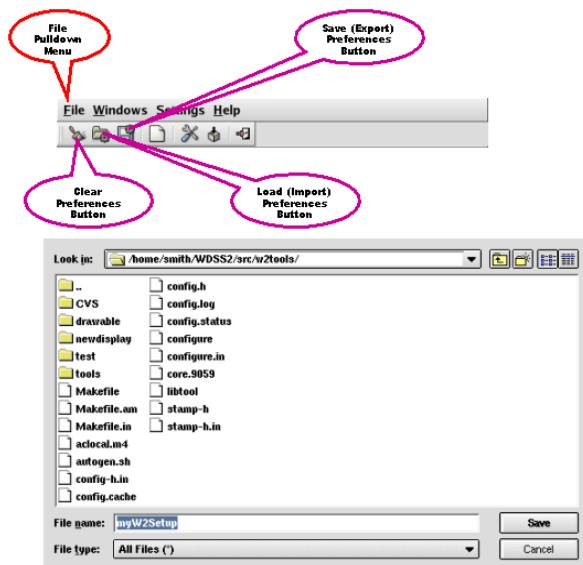 File
Pulldown
Menu
Save (Export)
Preferences
Button
File Windows Settings Help
Clear
Preferences
Button
Load (Import)
Preferences
Button
Look in: /home/smith/WDSS2/src/w2tools/
..
CVS
drawable
newdisplay
test
tools
Makefile
Makefile.am
Makefile.in
aclocal.m4
autogen.sh
config-h.in
config.cache
config.h
config.log
config.status
configure
configure.in
core.9059
libtool
stamp-h
stamp-h.in
File name: myW2Setup Save
File type: All Files (*) Cancel